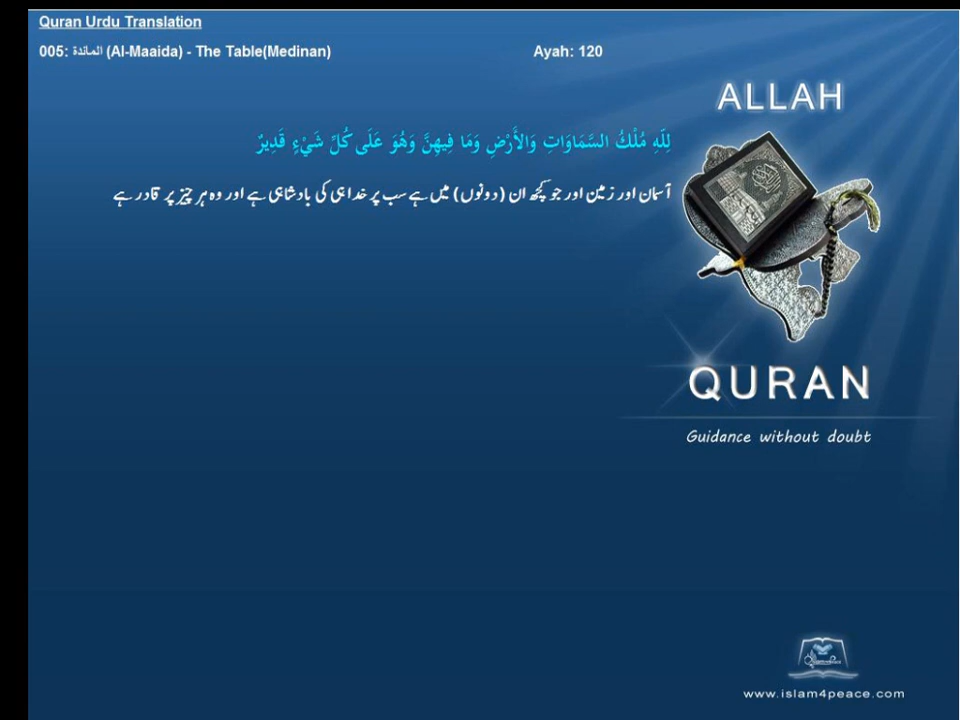 Quran Urdu Translation
005: المائدة (Al-Maaida) - The Table(Medinan) Ayah: 120
ALLAH
لِلّهِ مُلْكُ السَّمَاوَاتِ وَالأَرْضِ وَمَا فِيهِنَّ وَهُوَ عَلَى كُلِّ شَيْءٍ قَدِيرٌ
آسمان اور زمین اور جو کچھ ان (دونوں) میں ہے سب پر خدا ہی کی بادشاہی ہے اور وہ ہر چیز پر قادر ہے
QURAN
Guidance without doubt
www.islam4peace.com